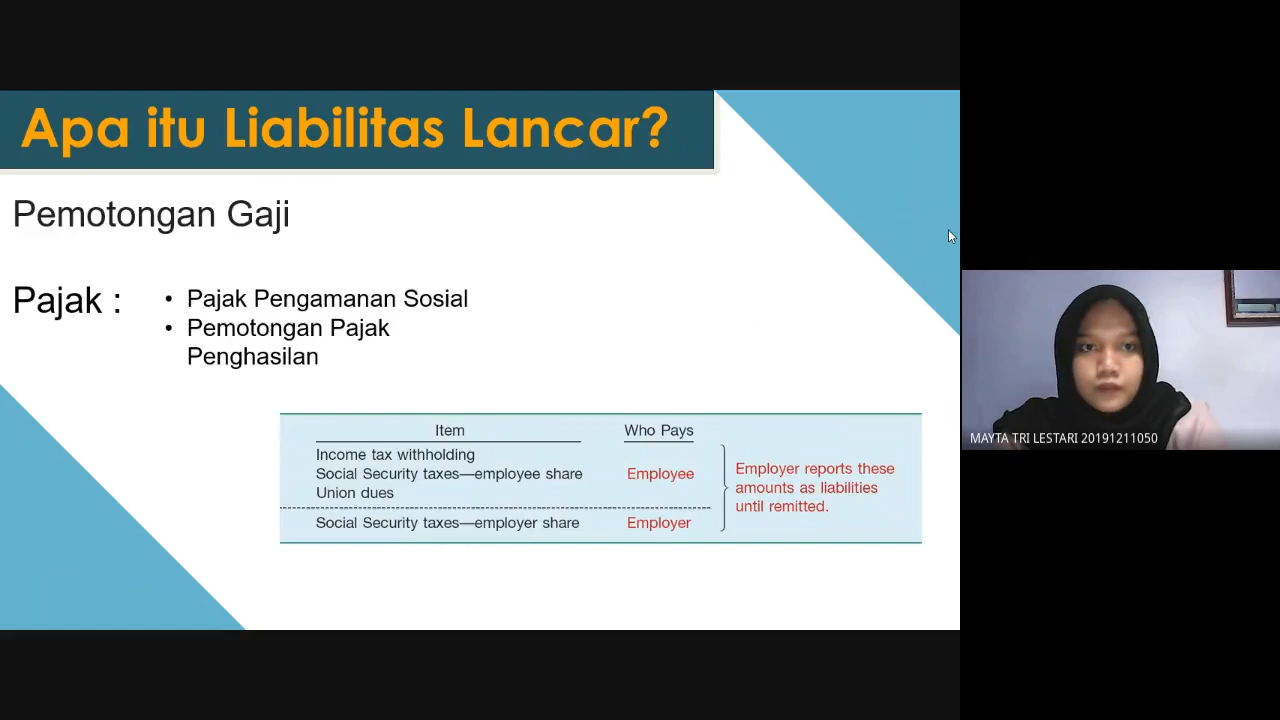 Apa itu Liabilitas Lancar?
Pemotongan Gaji
Pajak :
• Pajak Pengamanan Sosial
• Pemotongan Pajak
Penghasilan
Item Who Pays
Income tax withholding
Social Security taxes—employee share Employee
Union dues
Social Security taxes—employer share Employer
Employer reports these
amounts as liabilities
until remitted.
MAYTA TRI LESTARI 20191211050